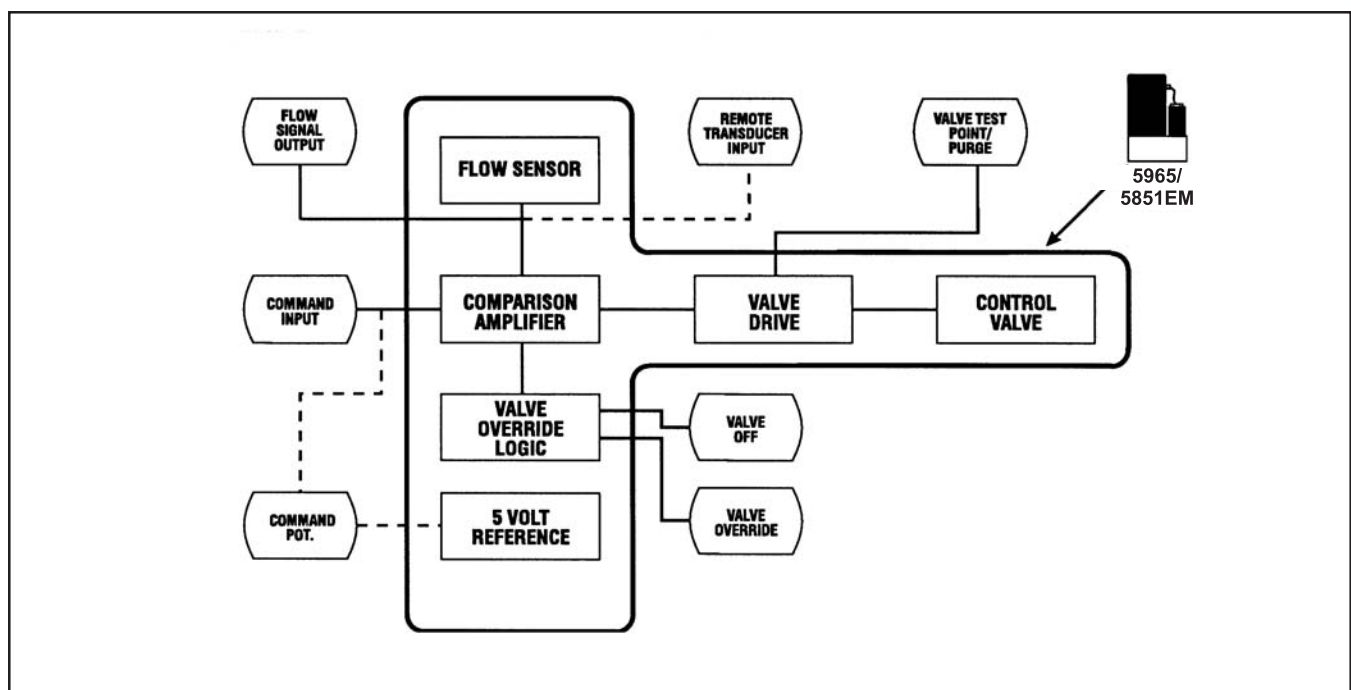 FLOW
SIGNAL
OUTPUT
FLOW SENSOR
REMOTE
TRANSDUCER
INPUT
VALVE TEST
POINT/
PURGE
5965/
5851EM
COMMAND
INPUT
COMPARISON
AMPLIFIER
VALVE
DRIVE
CONTROL
VALVE
VALVE
OVERRIDE
LOGIC
VALVE
OFF
COMMAND
POT.
5 VOLT
REFERENCE
VALVE
OVERRIDE